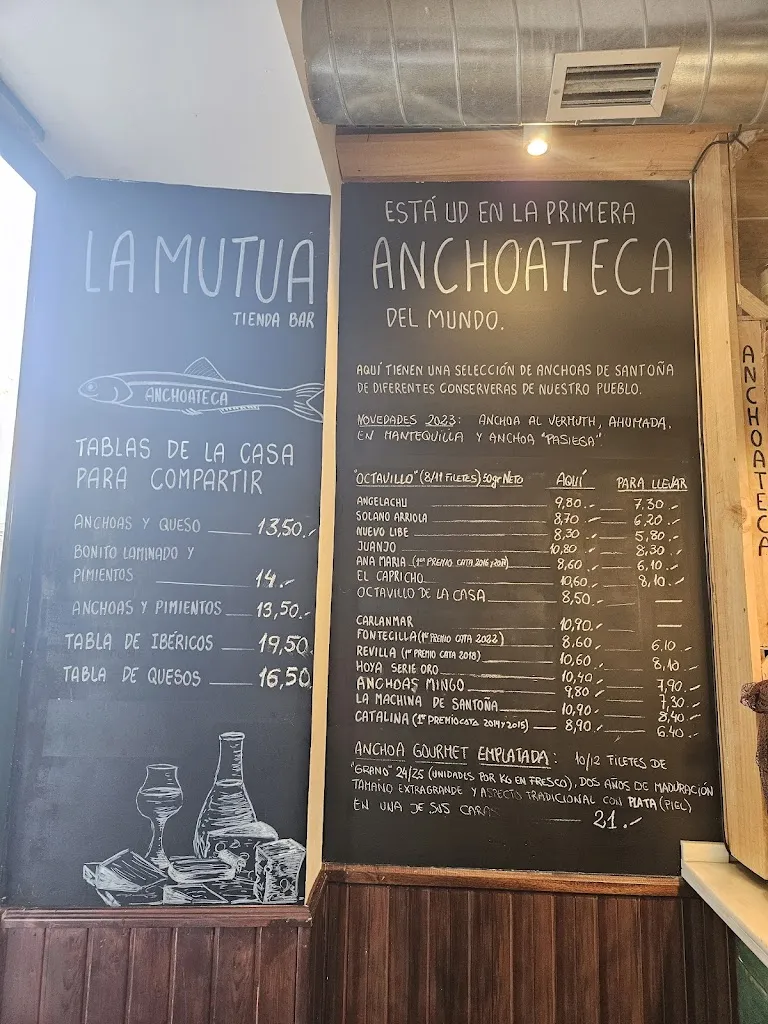 LA MUTUA
TIENDA BAR
ANCHOATECA
TABLAS DE LA CASA
PARA COMPARTIR
ANCHOAS Y QUESO 13,50.-
BONITO LAMINADO Y
PIMIENTOS 14.-
ANCHOAS Y PIMIENTOS 13,50.-
TABLA DE IBÉRICOS 19,50
TABLA DE QUESOS 16,50
ESTÁ UD EN LA PRIMERA
ANCHOATECA
DEL MUNDO.
AQUÍ TIENEN UNA SELECCIÓN DE ANCHOAS DE SANTOÑA
DE DIFERENTES CONSERVERAS DE NUESTRO PUEBLO.
NOVEDADES 2023: ANCHOA AL VERMUTH, AHUMADA,
EN MANTEQUILLA Y ANCHOA "PASIEGA"
"OCTAVILLO" (8/11 FILETES) 50gr NETO AQUÍ PARA LLEVAR
ANGELACHU 9,80.- 7.30.-
SOLANO ARRIOLA 8,70.- 6,20.-
NUEVO LIBE 8,30.- 5,80.-
JUANJO 10,80.- 8,30.-
ANA MARIA (1er PREMIO CATA 2016 y 2017) 8,60.- 6,10.-
EL CAPRICHO 10,60.- 8,10.-
OCTAVILLO DE LA CASA 8,50.- —
CARLANMAR 10,90.- —
FONTECILLA (1er PREMIO CATA 2022) 8,60.- 6,10.-
REVILLA (1er PREMIO CATA 2018) 10,60.- 8,10.-
HOYA SERIE ORO 10,40.- 7,90.-
ANCHOAS MINGO 9,80.- 7,30.-
LA MACHINA DE SANTOÑA 10,90.- 8,40.-
CATALINA (1er PREMIO CATA 2014 y 2015) 8,90.- 6.40.-
ANCHOA GOURMET EMPLATADA: 10/12 FILETES DE
"GRANO" 24/25 (UNIDADES POR KG EN FRESCO), DOS AÑOS DE MADURACIÓN
TAMAÑO EXTRAGRANDE Y ASPECTO TRADICIONAL CON PLATA (PIEL)
EN UNA DE SUS CARAS 21.-
ANCHOATECA